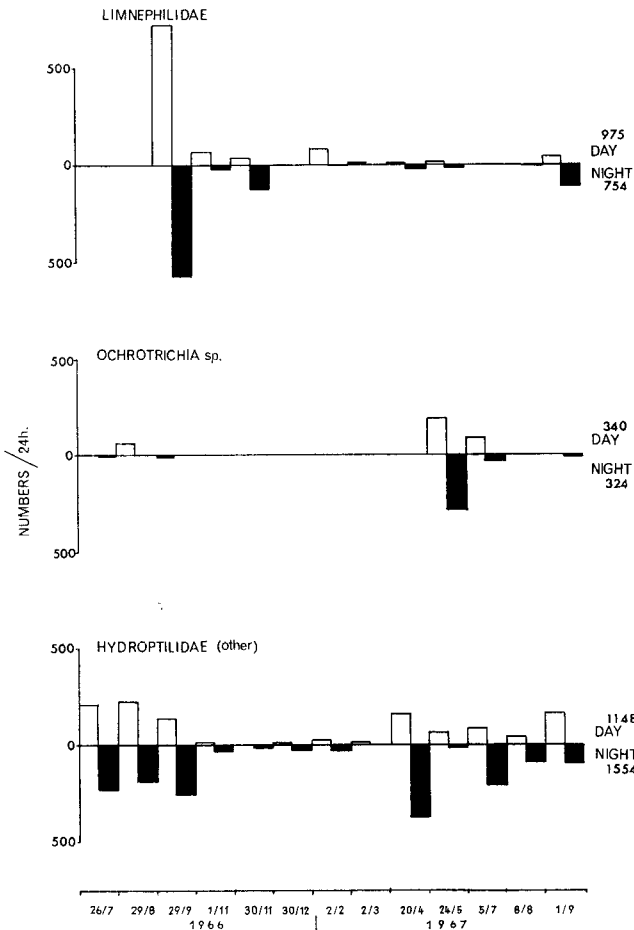 LIMNEPHILIDAE
500
0
500
975
DAY
NIGHT
754
OCHROTRICHIA sp.
500
0
500
340
DAY
NIGHT
324
NUMBERS / 24h.
HYDROPTILIDAE (other)
500
0
500
1148
DAY
NIGHT
1554
26/7 29/8 29/9 1/11 30/11 30/12 2/2 2/3 20/4 24/5 5/7 8/8 1/9
1966 1967